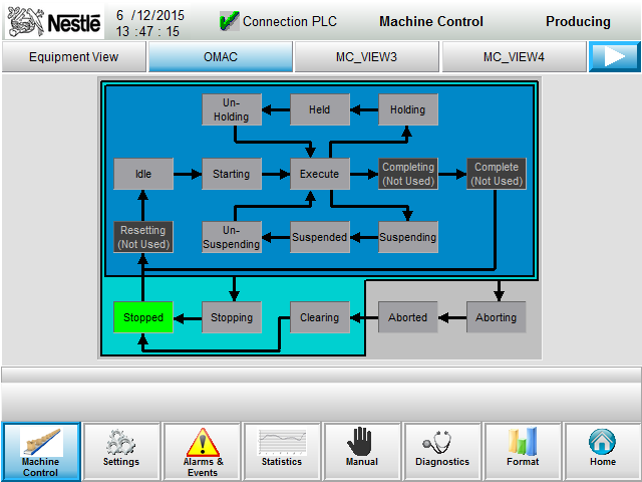 Nestlē
6 /12/2015
13 :47 : 15
Connection PLC
Machine Control
Producing
Equipment View
OMAC
MC_VIEW3
MC_VIEW4
Un-
Holding
Held
Holding
Idle
Starting
Execute
Completing
(Not Used)
Complete
(Not Used)
Resetting
(Not Used)
Un-
Suspending
Suspended
Suspending
Stopped
Stopping
Clearing
Aborted
Aborting
Machine
Control
Settings
Alarms &
Events
Statistics
Manual
Diagnostics
Format
Home